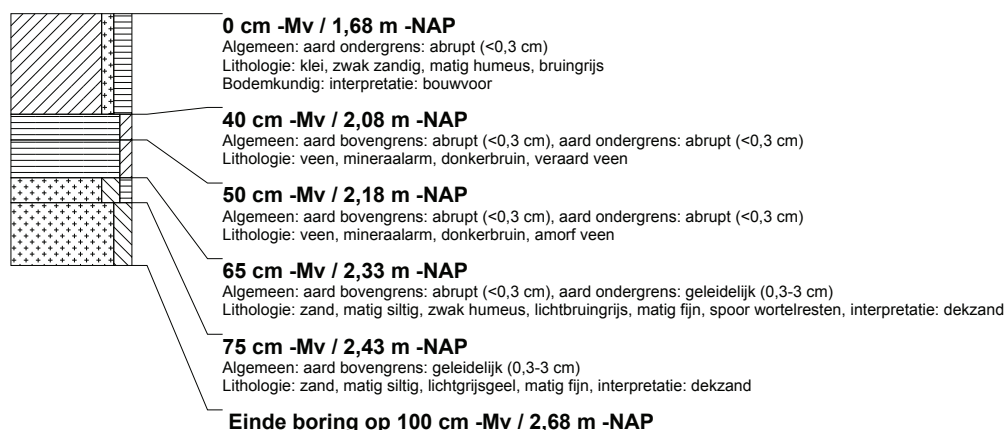 0 cm -Mv / 1,68 m -NAP
Algemeen: aard ondergrens: abrupt (<0,3 cm)
Lithologie: klei, zwak zandig, matig humeus, bruingrijs
Bodemkundig: interpretatie: bouwvoor
40 cm -Mv / 2,08 m -NAP
Algemeen: aard bovengrens: abrupt (<0,3 cm), aard ondergrens: abrupt (<0,3 cm)
Lithologie: veen, mineraalarm, donkerbruin, veraard veen
50 cm -Mv / 2,18 m -NAP
Algemeen: aard bovengrens: abrupt (<0,3 cm), aard ondergrens: abrupt (<0,3 cm)
Lithologie: veen, mineraalarm, donkerbruin, amorf veen
65 cm -Mv / 2,33 m -NAP
Algemeen: aard bovengrens: abrupt (<0,3 cm), aard ondergrens: geleidelijk (0,3-3 cm)
Lithologie: zand, matig siltig, zwak humeus, lichtbruingrijs, matig fijn, spoor wortelresten, interpretatie: dekzand
75 cm -Mv / 2,43 m -NAP
Algemeen: aard bovengrens: geleidelijk (0,3-3 cm)
Lithologie: zand, matig siltig, lichtgrijsgeel, matig fijn, interpretatie: dekzand
Einde boring op 100 cm -Mv / 2,68 m -NAP